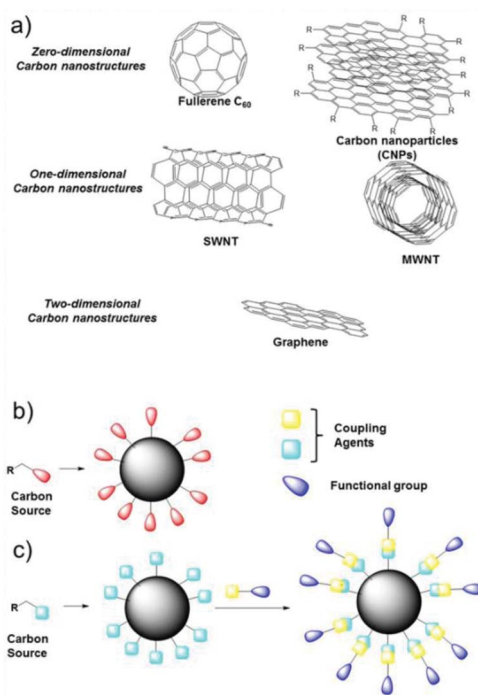 a)
Zero-dimensional
Carbon nanostructures
Fullerene C₆₀
R
R
R
R
R
R
R
R
R
R
R
R
R
R
Carbon nanoparticles
(CNPs)
One-dimensional
Carbon nanostructures
SWNT
MWNT
Two-dimensional
Carbon nanostructures
Graphene
b)
R
Carbon
Source
Coupling
Agents
Functional group
c)
R
Carbon
Source